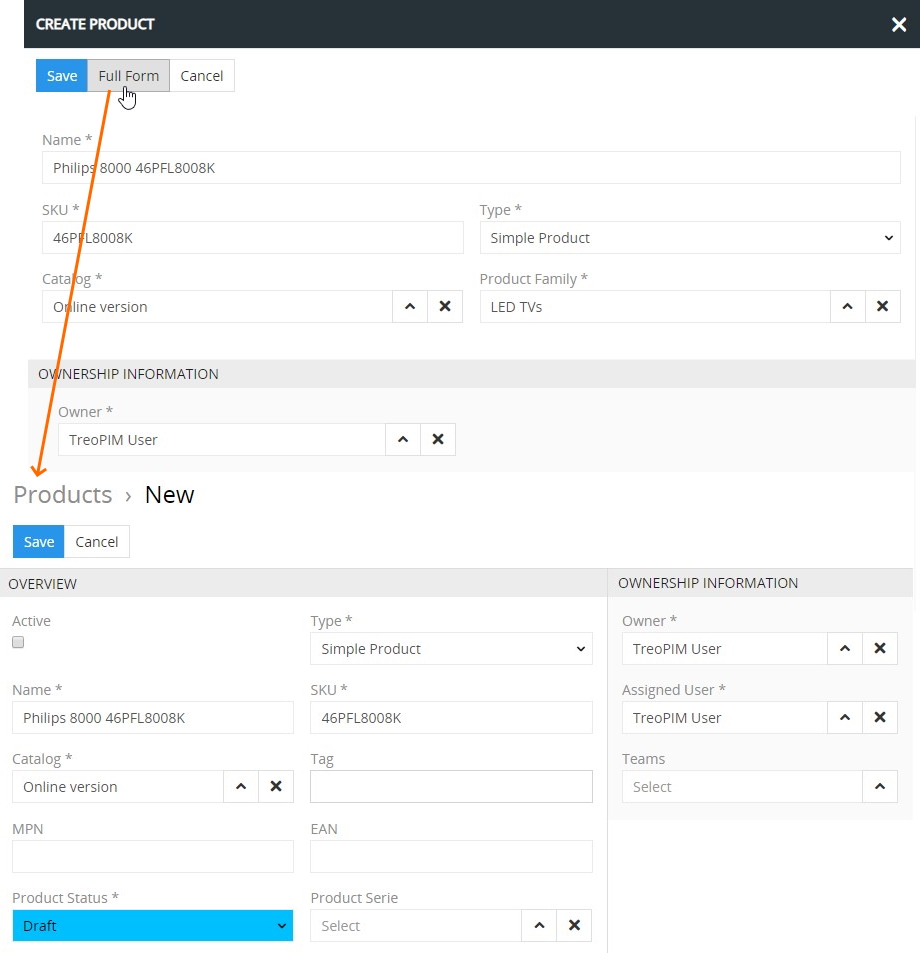 CREATE PRODUCT
Save Full Form Cancel
Name *
Philips 8000 46PFL8008K
SKU * Type *
46PFL8008K Simple Product
Catalog * Product Family *
Online version LED TVs
OWNERSHIP INFORMATION
Owner *
TreoPIM User
Products › New
Save Cancel
OVERVIEW OWNERSHIP INFORMATION
Active Type * Owner *
Simple Product TreoPIM User
Name * SKU * Assigned User *
Philips 8000 46PFL8008K 46PFL8008K TreoPIM User
Catalog * Tag Teams
Online version Select
MPN EAN
Product Status * Product Serie
Draft Select